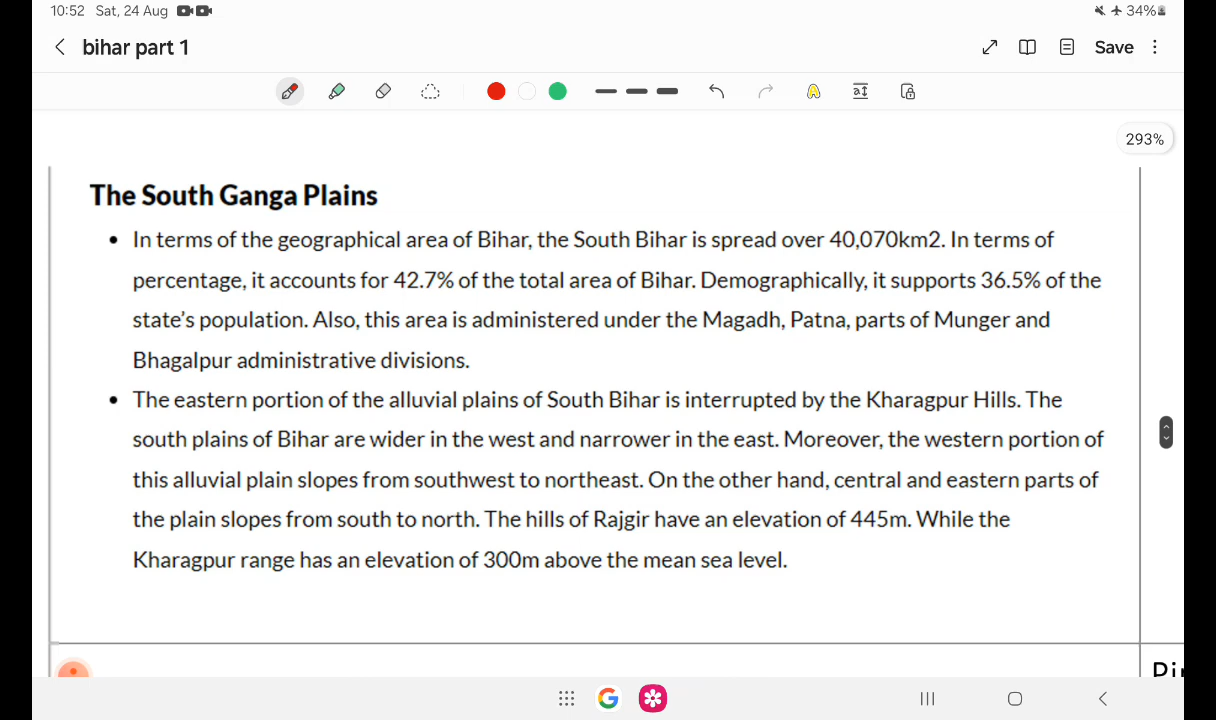 10:52 Sat, 24 Aug 34%
bihar part 1 Save
293%
The South Ganga Plains
• In terms of the geographical area of Bihar, the South Bihar is spread over 40,070km2. In terms of
percentage, it accounts for 42.7% of the total area of Bihar. Demographically, it supports 36.5% of the
state's population. Also, this area is administered under the Magadh, Patna, parts of Munger and
Bhagalpur administrative divisions.
• The eastern portion of the alluvial plains of South Bihar is interrupted by the Kharagpur Hills. The
south plains of Bihar are wider in the west and narrower in the east. Moreover, the western portion of
this alluvial plain slopes from southwest to northeast. On the other hand, central and eastern parts of
the plain slopes from south to north. The hills of Rajgir have an elevation of 445m. While the
Kharagpur range has an elevation of 300m above the mean sea level.